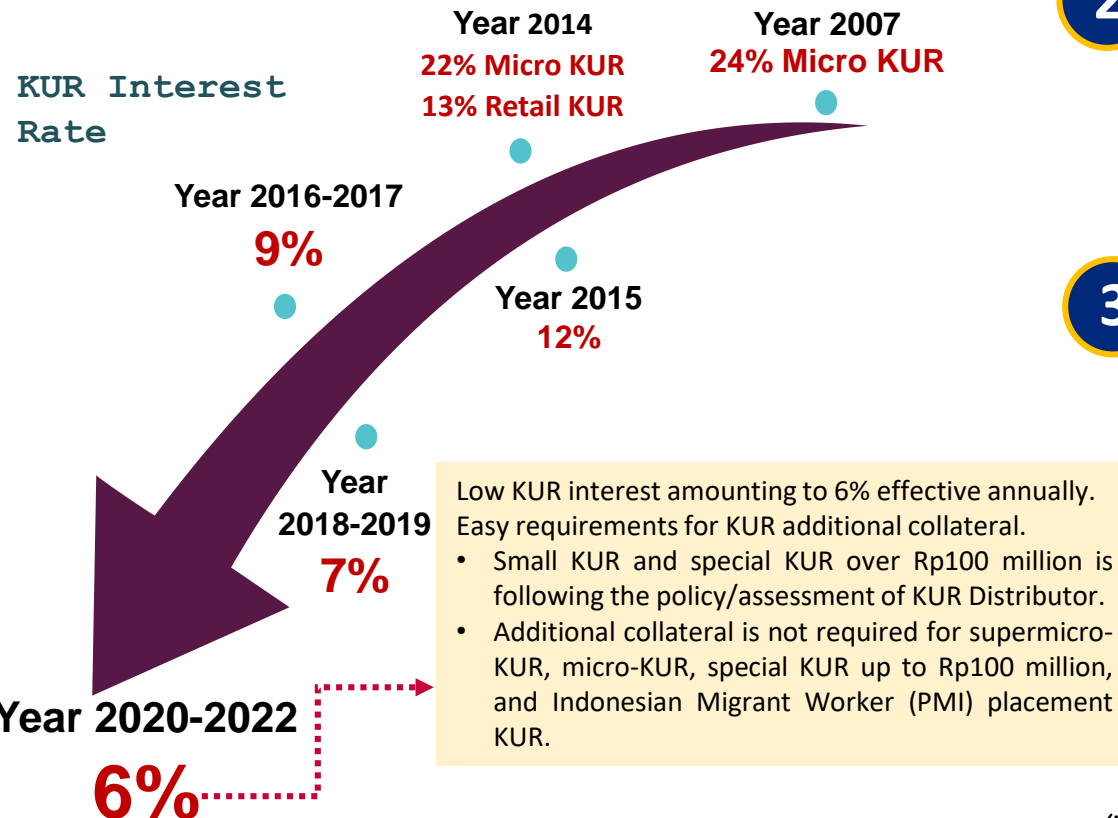 KUR Interest
Rate
Year 2014
22% Micro KUR
13% Retail KUR
Year 2007
24% Micro KUR
2
Year 2016-2017
9%
Year 2015
12%
3
Year
2018-2019
7%
Low KUR interest amounting to 6% effective annually.
Easy requirements for KUR additional collateral.
• Small KUR and special KUR over Rp100 million is
following the policy/assessment of KUR Distributor.
• Additional collateral is not required for supermicro-
KUR, micro-KUR, special KUR up to Rp100 million,
and Indonesian Migrant Worker (PMI) placement
KUR.
Year 2020-2022
6%